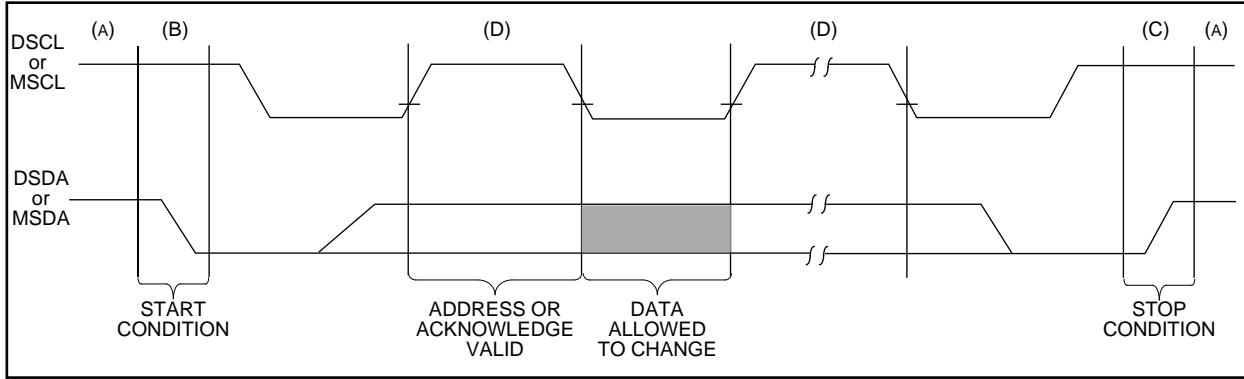 (A) (B) (D) (D) (C) (A)
DSCL
or
MSCL
DSDA
or
MSDA
START
CONDITION
ADDRESS OR
ACKNOWLEDGE
VALID
DATA
ALLOWED
TO CHANGE
STOP
CONDITION